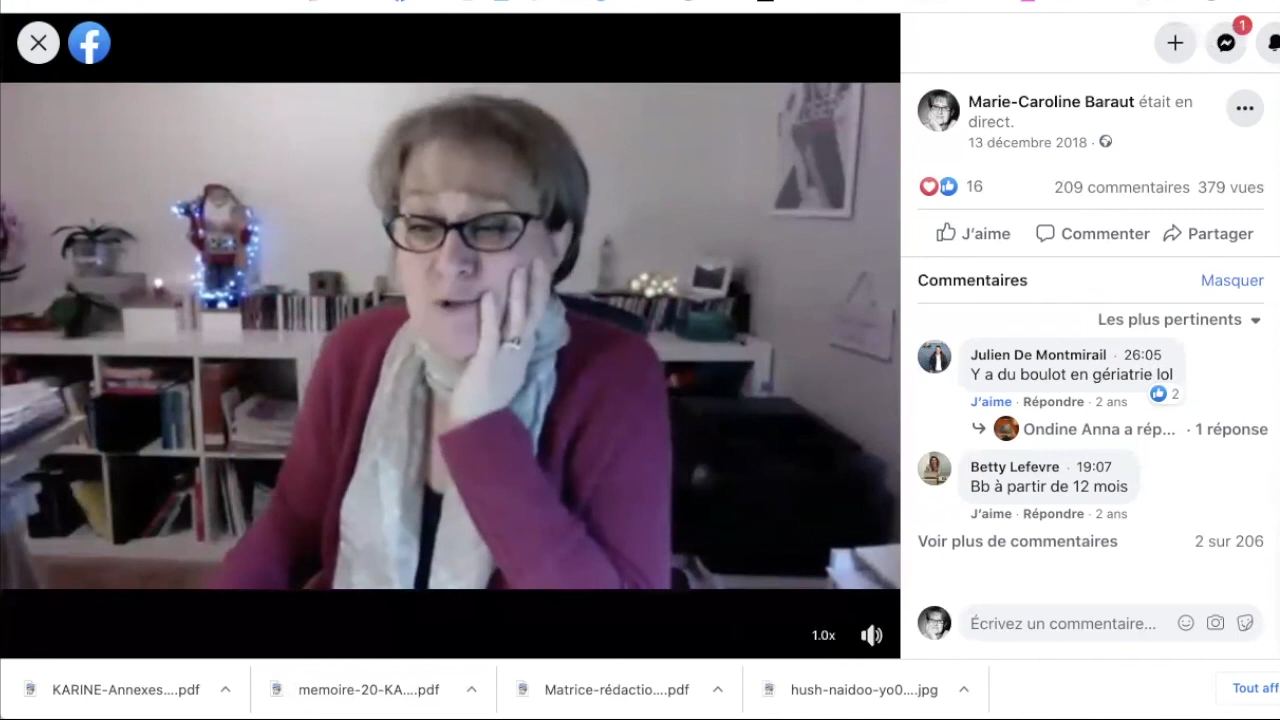 1
Marie-Caroline Baraut était en
direct.
13 décembre 2018 ·
16
209 commentaires 379 vues
J'aime
Commenter
Partager
Commentaires
Masquer
Les plus pertinents
Julien De Montmirail · 26:05
Y a du boulot en gériatrie lol
2
J'aime · Répondre · 2 ans
Ondine Anna a rép... · 1 réponse
Betty Lefevre · 19:07
Bb à partir de 12 mois
J'aime · Répondre · 2 ans
Voir plus de commentaires
2 sur 206
Écrivez un commentaire...
1.0x
KARINE-Annexes....pdf
memoire-20-KA....pdf
Matrice-rédactio....pdf
hush-naidoo-yo0....jpg
Tout aff